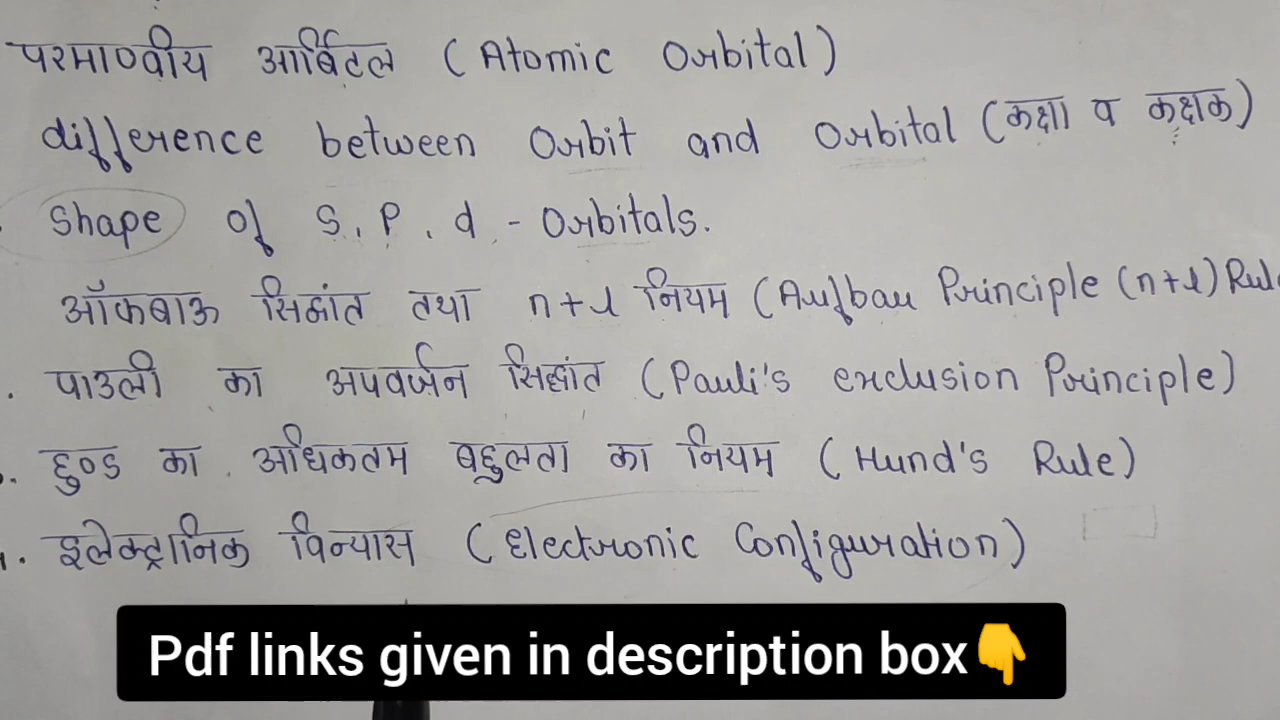 परमाण्वीय आर्बिटल (Atomic Orbital)
difference between Orbit and Orbital (कक्षा व कक्षक)
Shape of S, P, d - Orbitals.
ऑफबाऊ सिद्धांत तथा n+l नियम (Aufbau Principle (n+l) Rule
. पाउली का अपवर्जन सिद्धांत (Pauli's exclusion Principle)
. हुण्ड का अधिकतम बहुलता का नियम (Hund's Rule)
. इलेक्ट्रानिक विन्यास (Electronic Configuration)
Pdf links given in description box👇